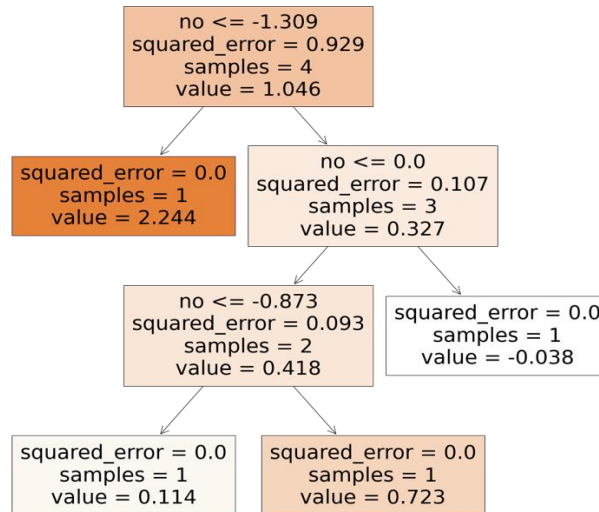 no <= -1.309
squared_error = 0.929
samples = 4
value = 1.046
squared_error = 0.0
samples = 1
value = 2.244
no <= 0.0
squared_error = 0.107
samples = 3
value = 0.327
no <= -0.873
squared_error = 0.093
samples = 2
value = 0.418
squared_error = 0.0
samples = 1
value = -0.038
squared_error = 0.0
samples = 1
value = 0.114
squared_error = 0.0
samples = 1
value = 0.723